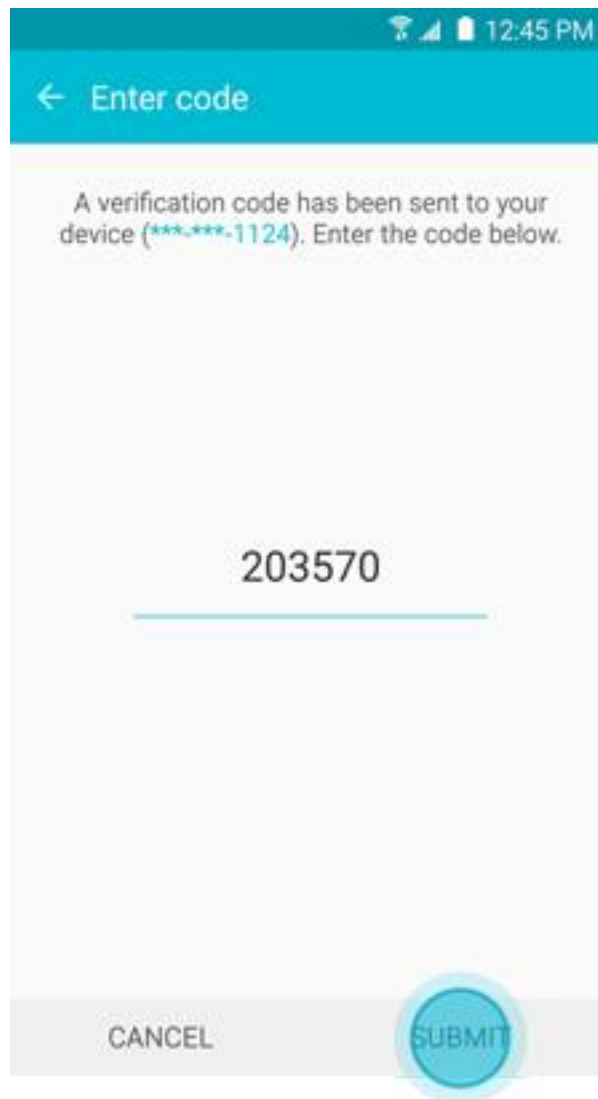 12:45 PM
Enter code
A verification code has been sent to your
device (***-***-1124). Enter the code below.
203570
CANCEL SUBMIT